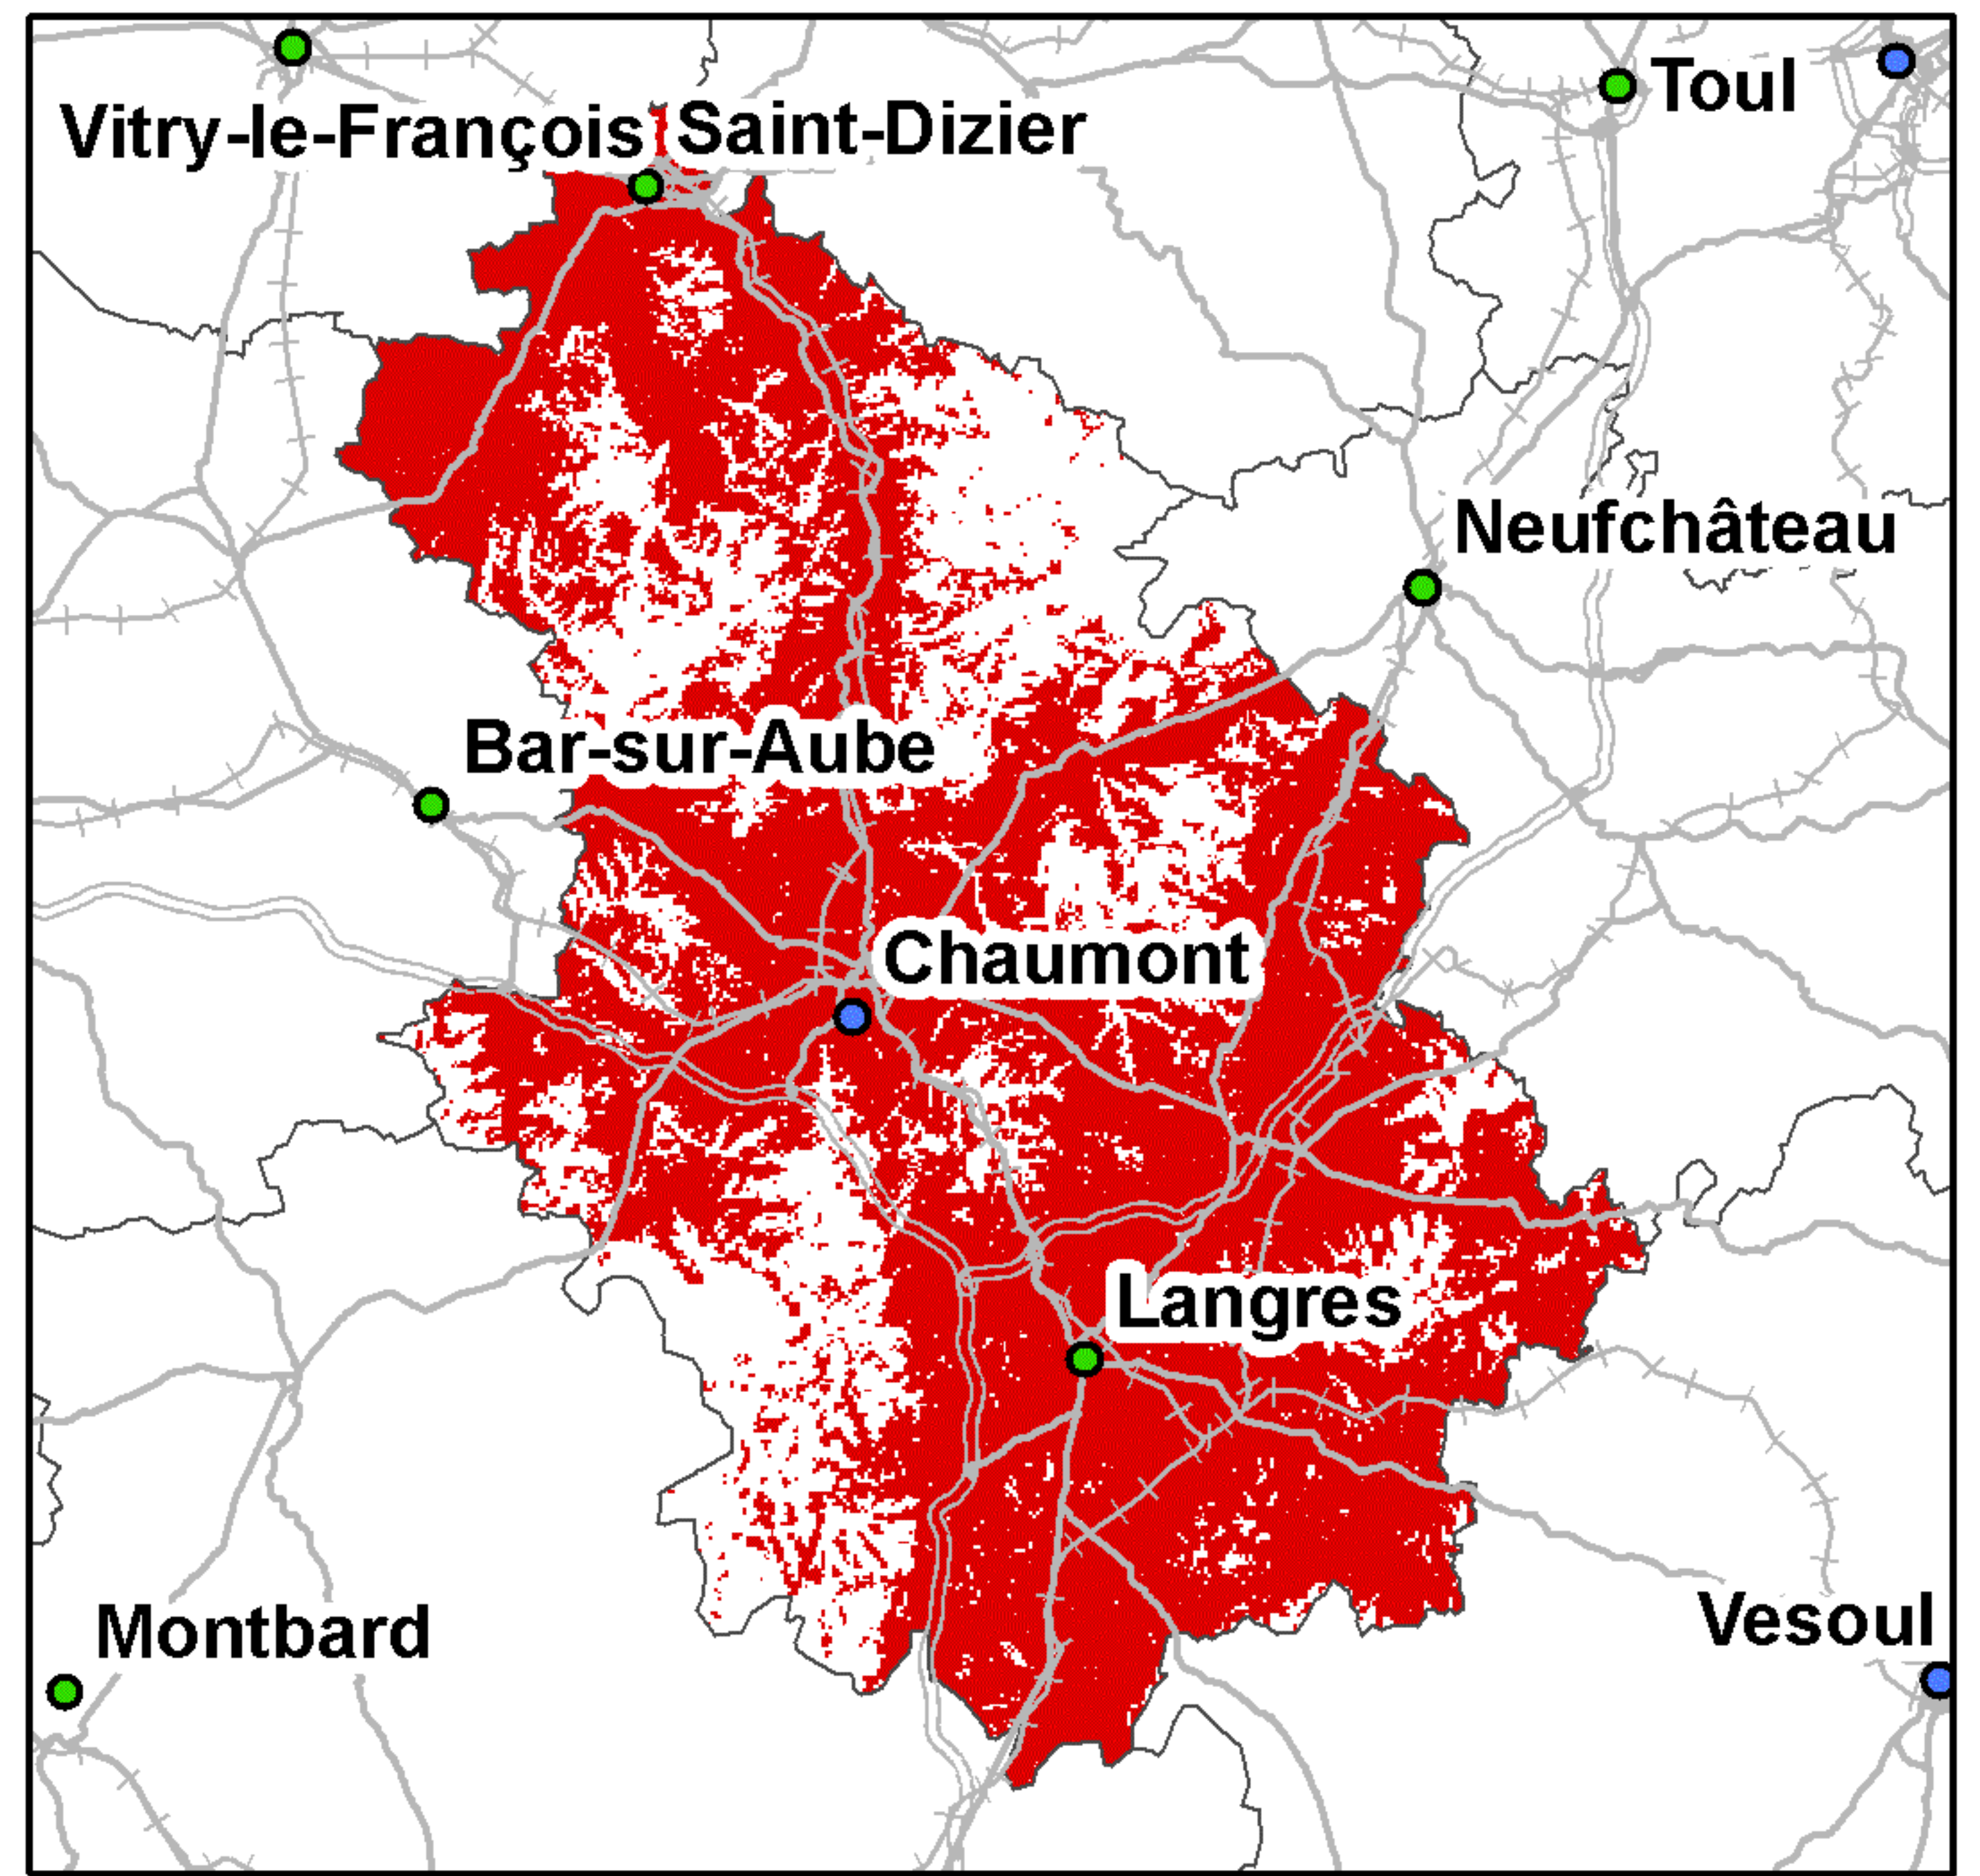 Toul
Vitry-le-François
Saint-Dizier
Neufchâteau
Bar-sur-Aube
Chaumont
Langres
Montbard
Vesoul